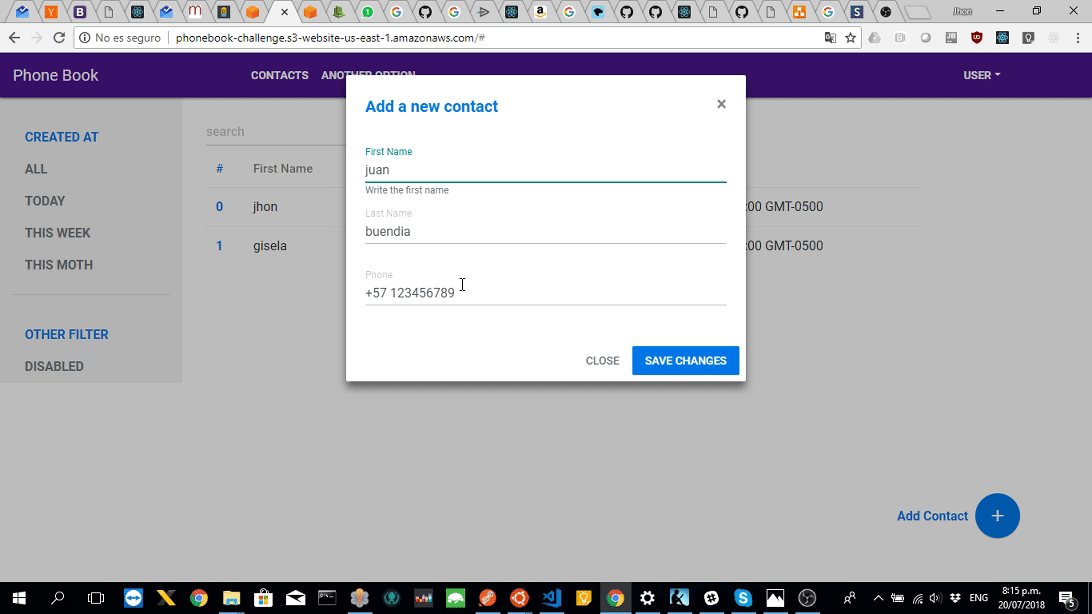 Jhon
No es seguro | phonebook-challenge.s3-website-us-east-1.amazonaws.com/#
Phone Book
CONTACTS
USER
Add a new contact
×
CREATED AT
ALL
TODAY
THIS WEEK
THIS MOTH
OTHER FILTER
DISABLED
search
# First Name
0 jhon :00 GMT-0500
1 gisela :00 GMT-0500
First Name
juan
Write the first name
Last Name
buendia
Phone
+57 123456789
CLOSE
SAVE CHANGES
Add Contact +
ENG
8:15 p.m.
20/07/2018